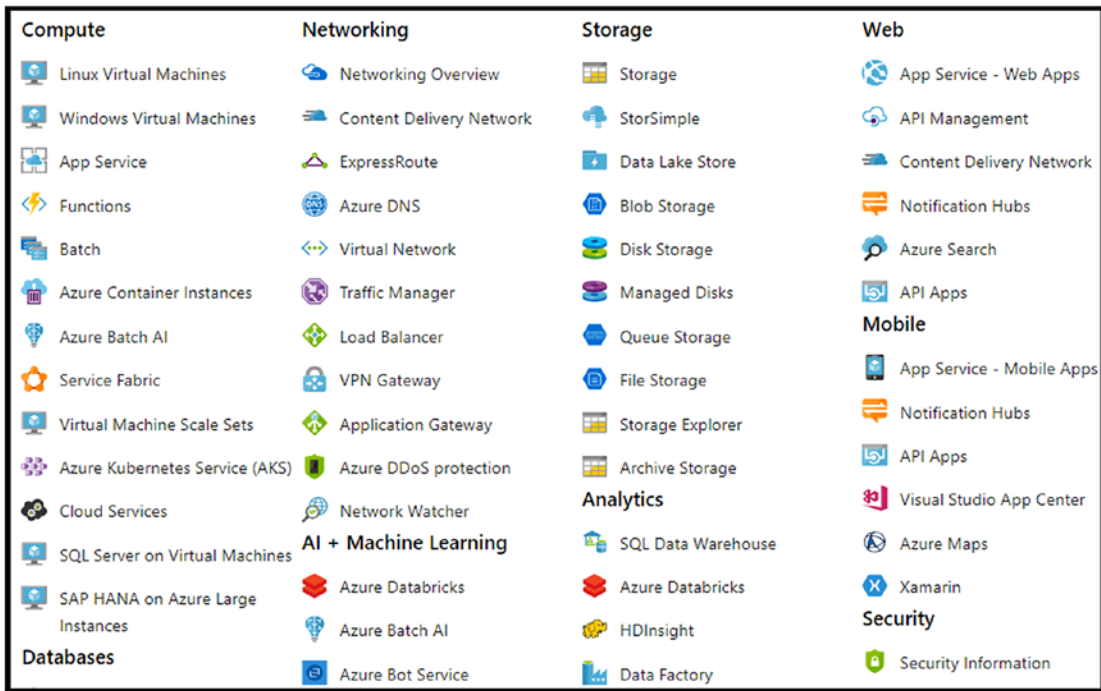 Compute
Linux Virtual Machines
Windows Virtual Machines
App Service
Functions
Batch
Azure Container Instances
Azure Batch AI
Service Fabric
Virtual Machine Scale Sets
Azure Kubernetes Service (AKS)
Cloud Services
SQL Server on Virtual Machines
SAP HANA on Azure Large
Instances
Databases
Networking
Networking Overview
Content Delivery Network
ExpressRoute
DNS
Azure DNS
Virtual Network
Traffic Manager
Load Balancer
VPN Gateway
Application Gateway
Azure DDoS protection
Network Watcher
AI + Machine Learning
Azure Databricks
Azure Batch AI
Azure Bot Service
Storage
Storage
StorSimple
Data Lake Store
Blob Storage
Disk Storage
Managed Disks
Queue Storage
File Storage
Storage Explorer
Archive Storage
Analytics
SQL Data Warehouse
Azure Databricks
HDInsight
Data Factory
Web
App Service - Web Apps
API Management
Content Delivery Network
Notification Hubs
Azure Search
API Apps
Mobile
App Service - Mobile Apps
Notification Hubs
API Apps
Visual Studio App Center
Azure Maps
Xamarin
Security
Security Information